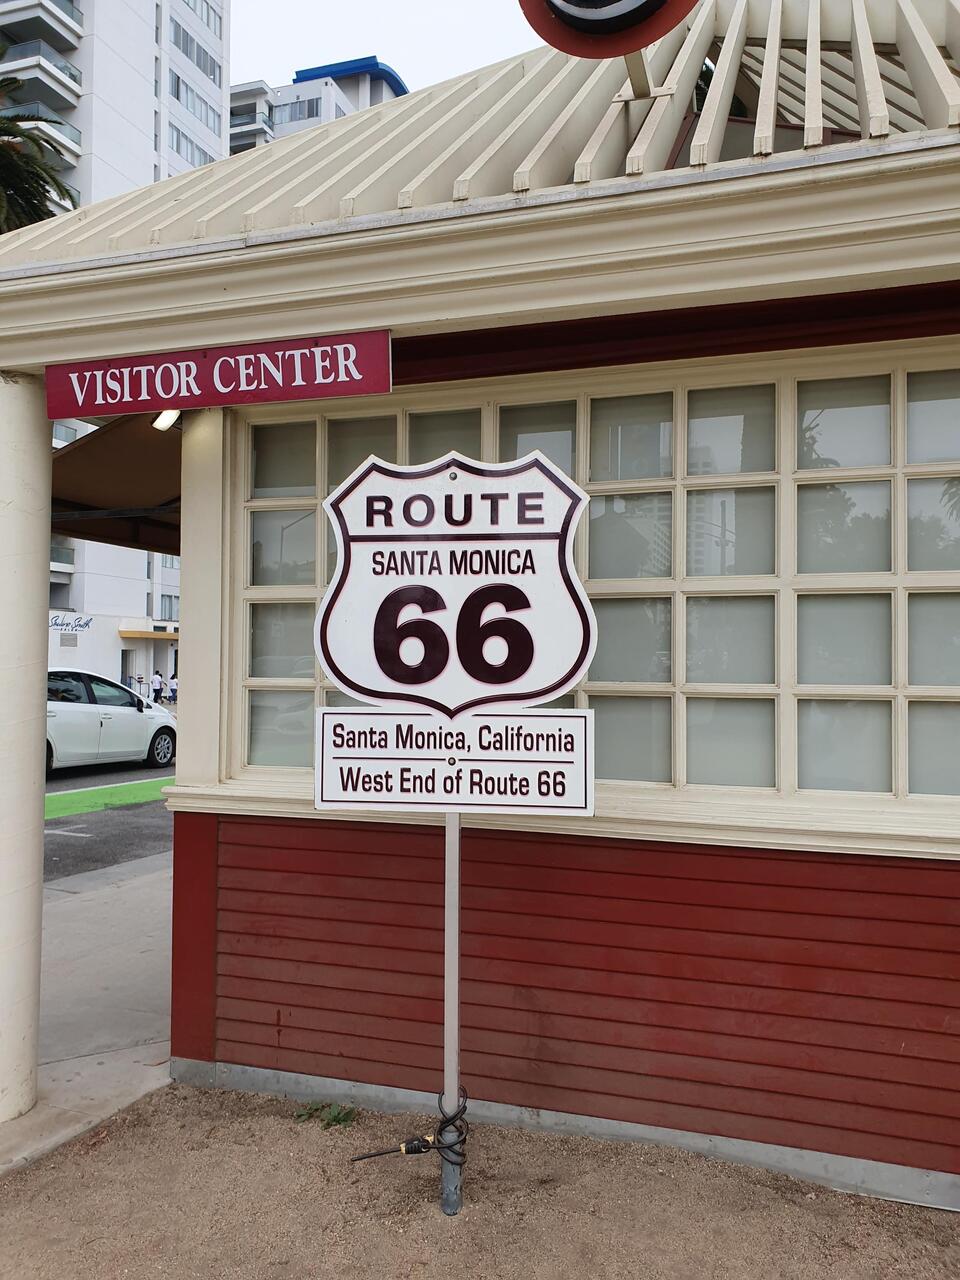 VISITOR CENTER
ROUTE
SANTA MONICA
66
Santa Monica, California
West End of Route 66